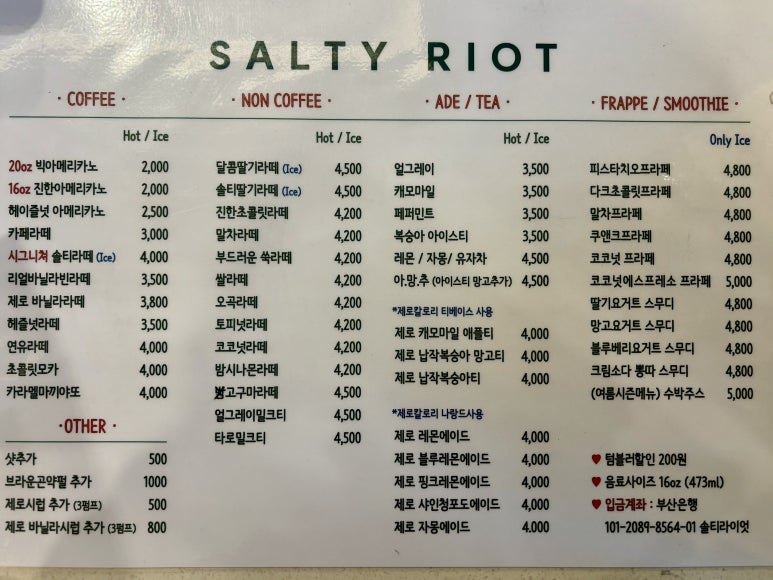 SALTY RIOT
· COFFEE ·
Hot / Ice
20oz 빅아메리카노 2,000
16oz 진한아메리카노 2,000
헤이즐넛 아메리카노 2,500
카페라떼 3,000
시그니쳐 솔티라떼 (Ice) 4,000
리얼바닐라빈라떼 3,500
제로 바닐라라떼 3,800
헤즐넛라떼 3,500
연유라떼 4,000
초콜릿모카 4,000
카라멜마끼야또 4,000
· OTHER ·
샷추가 500
브라운곤약펄 추가 1000
제로시럽 추가 (3펌프) 500
제로 바닐라시럽 추가 (3펌프) 800
· NON COFFEE ·
Hot / Ice
달콤딸기라떼 (Ice) 4,500
솔티딸기라떼 (Ice) 4,500
진한초콜릿라떼 4,200
말차라떼 4,200
부드러운 쑥라떼 4,200
쌀라떼 4,200
오곡라떼 4,200
토피넛라떼 4,200
코코넛라떼 4,200
밤시나몬라떼 4,200
고구마라떼 4,500
얼그레이밀크티 4,500
타로밀크티 4,500
· ADE / TEA ·
Hot / Ice
얼그레이 3,500
캐모마일 3,500
페퍼민트 3,500
복숭아 아이스티 3,500
레몬 / 자몽/ 유자차 4,500
아.망.추 (아이스티 망고추가) 4,500
*제로칼로리 티베이스 사용
제로 캐모마일 애플티 4,000
제로 납작복숭아 망고티 4,000
제로 납작복숭아티 4,000
*제로칼로리 나랑드사용
제로 레몬에이드 4,000
제로 블루레몬에이드 4,000
제로 핑크레몬에이드 4,000
제로 샤인청포도에이드 4,000
제로 자몽에이드 4.000
· FRAPPE / SMOOTHIE ·
Only Ice
피스타치오프라페 4,800
다크초콜릿프라페 4,800
말차프라페 4,800
쿠앤크프라페 4,800
코코넛 프라페 4,800
코코넛에스프레소 프라페 5,000
딸기요거트 스무디 4,800
망고요거트 스무디 4,800
블루베리요거트 스무디 4,800
크림소다 뽕따 스무디 4,800
(여름시즌메뉴) 수박주스 5,000
♥ 텀블러할인 200원
♥ 음료사이즈 16oz (473ml)
♥ 입금계좌 : 부산은행
101-2089-8564-01 솔티라이엇